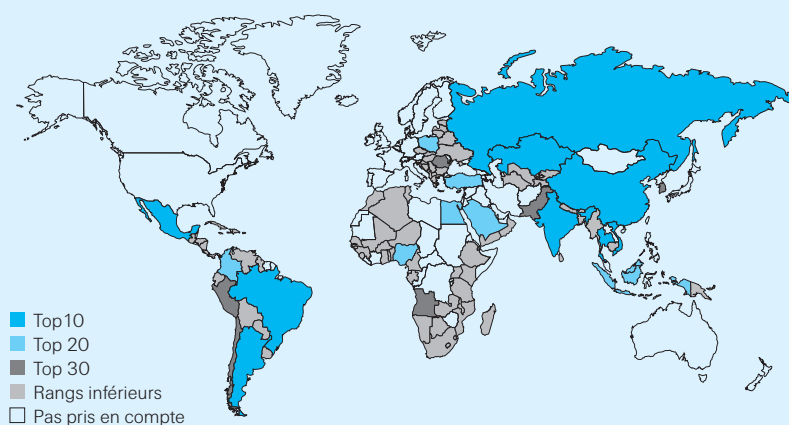 Top10
Top 20
Top 30
Rangs inférieurs
Pas pris en compte